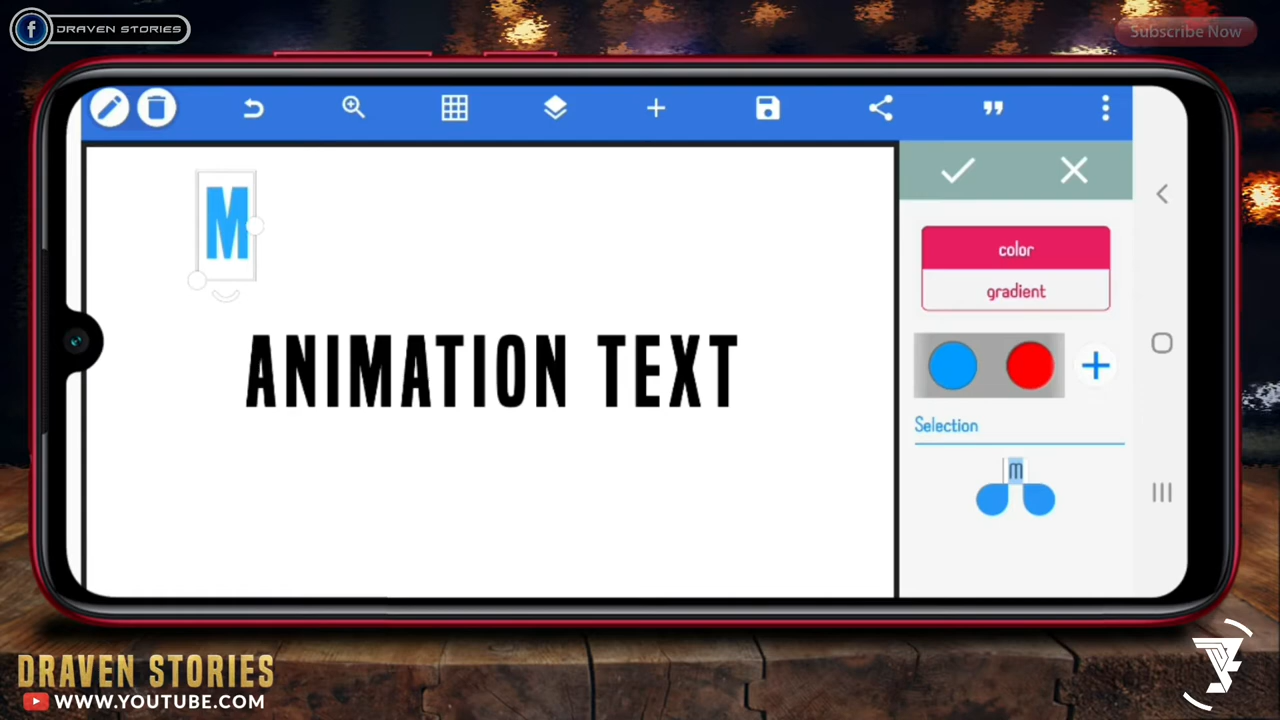 DRAVEN STORIES
Subscribe Now
M
color
gradient
ANIMATION TEXT
Selection
m
DRAVEN STORIES
WWW.YOUTUBE.COM